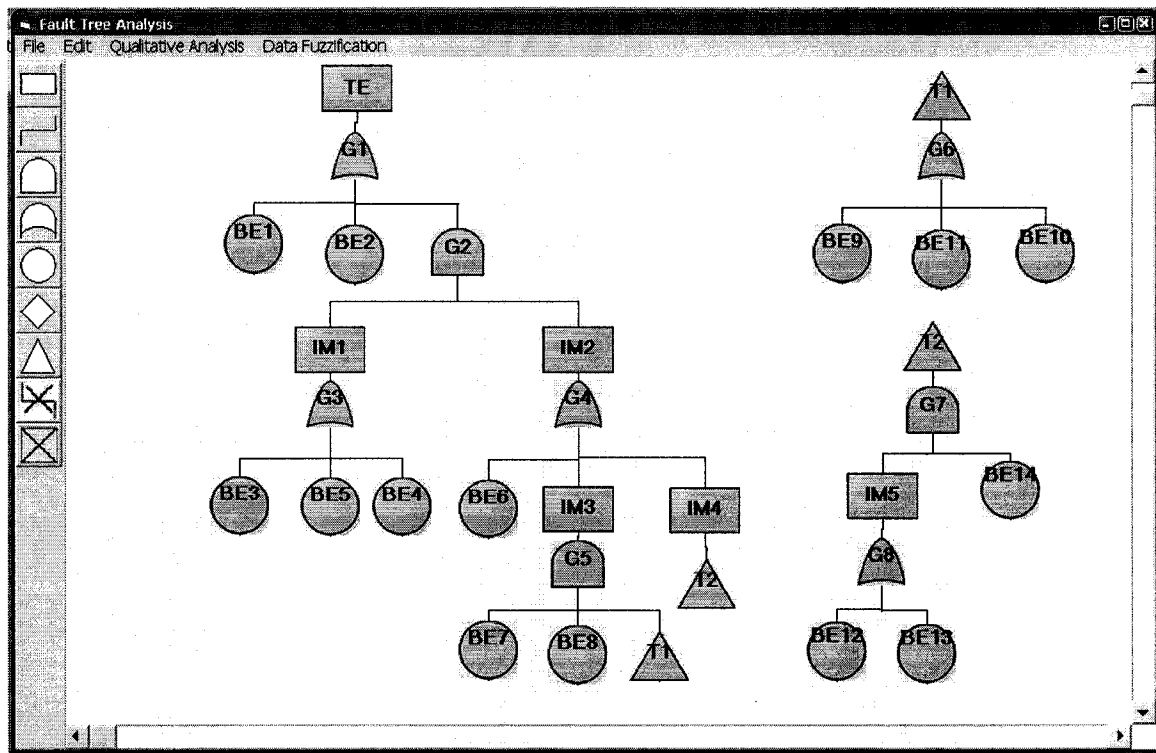 Fault Tree Analysis
File Edit Qualitative Analysis Data Fuzzification
TE
T1
G1
G6
BE1 BE2 G2
BE9 BE11 BE10
IM1 IM2
T2
G3 G4
G7
BE3 BE5 BE4 BE6 IM3 IM4
IM5 BE14
G5 T2
G8
BE7 BE8 T1
BE12 BE13